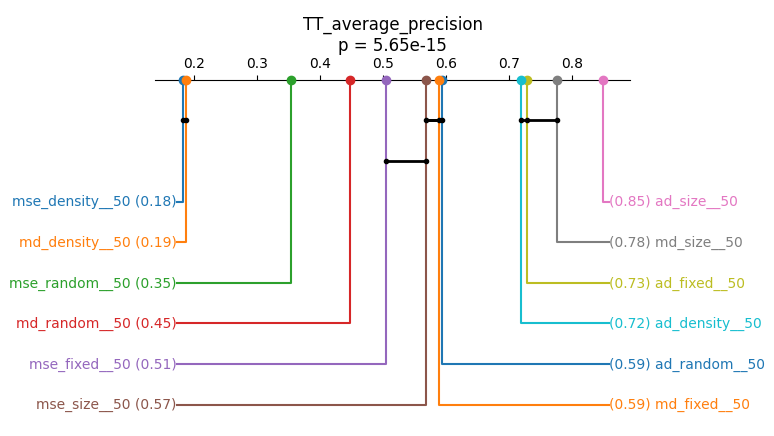 TT_average_precision
p = 5.65e-15
0.2 0.3 0.4 0.5 0.6 0.7 0.8
mse_density__50 (0.18) (0.85) ad_size__50
md_density__50 (0.19) (0.78) md_size__50
mse_random__50 (0.35) (0.73) ad_fixed__50
md_random__50 (0.45) (0.72) ad_density__50
mse_fixed__50 (0.51) (0.59) ad_random__50
mse_size__50 (0.57) (0.59) md_fixed__50